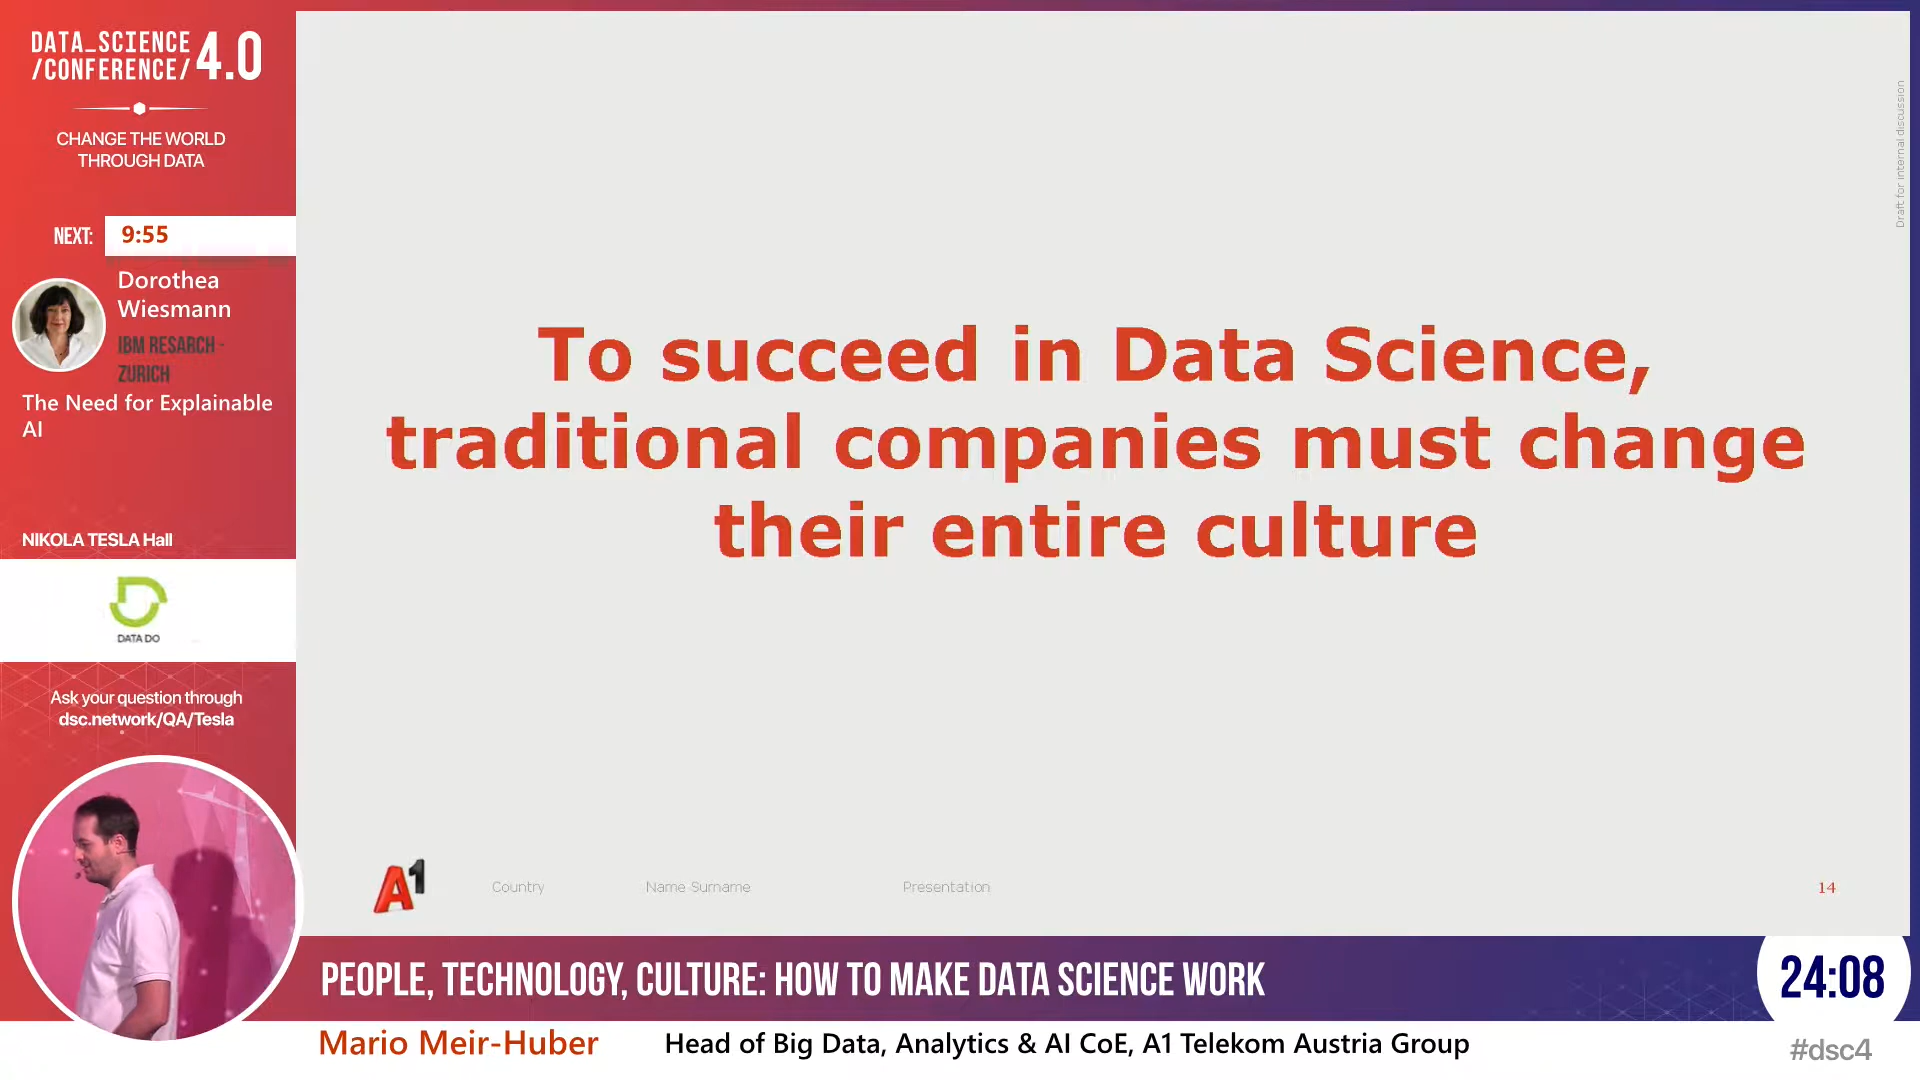 DATA_SCIENCE
/CONFERENCE/ 4.0
CHANGE THE WORLD
THROUGH DATA
NEXT: 9:55
Dorothea
Wiesmann
IBM RESARCH -
ZURICH
The Need for Explainable
AI
NIKOLA TESLA Hall
DATA DO
Ask your question through
dsc.network/QA/Tesla
Draft for internal discussion
To succeed in Data Science,
traditional companies must change
their entire culture
A1
Country Name Surname Presentation 14
PEOPLE, TECHNOLOGY, CULTURE: HOW TO MAKE DATA SCIENCE WORK
24:08
Mario Meir-Huber Head of Big Data, Analytics & AI CoE, A1 Telekom Austria Group
#dsc4